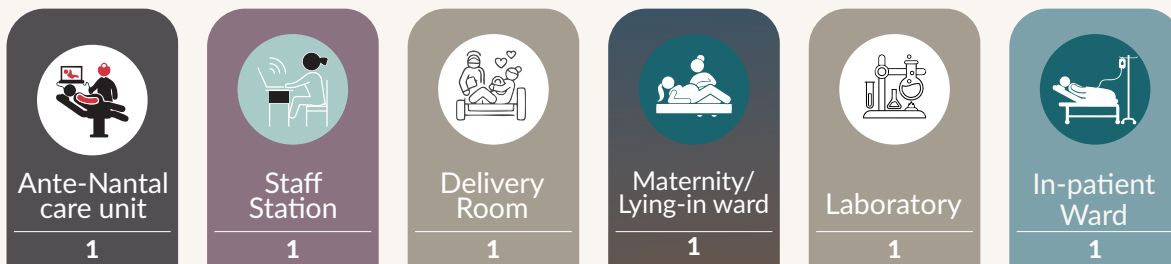 Ante-Nantal
care unit
1
Staff
Station
1
Delivery
Room
1
Maternity/
Lying-in ward
1
Laboratory
1
In-patient
Ward
1